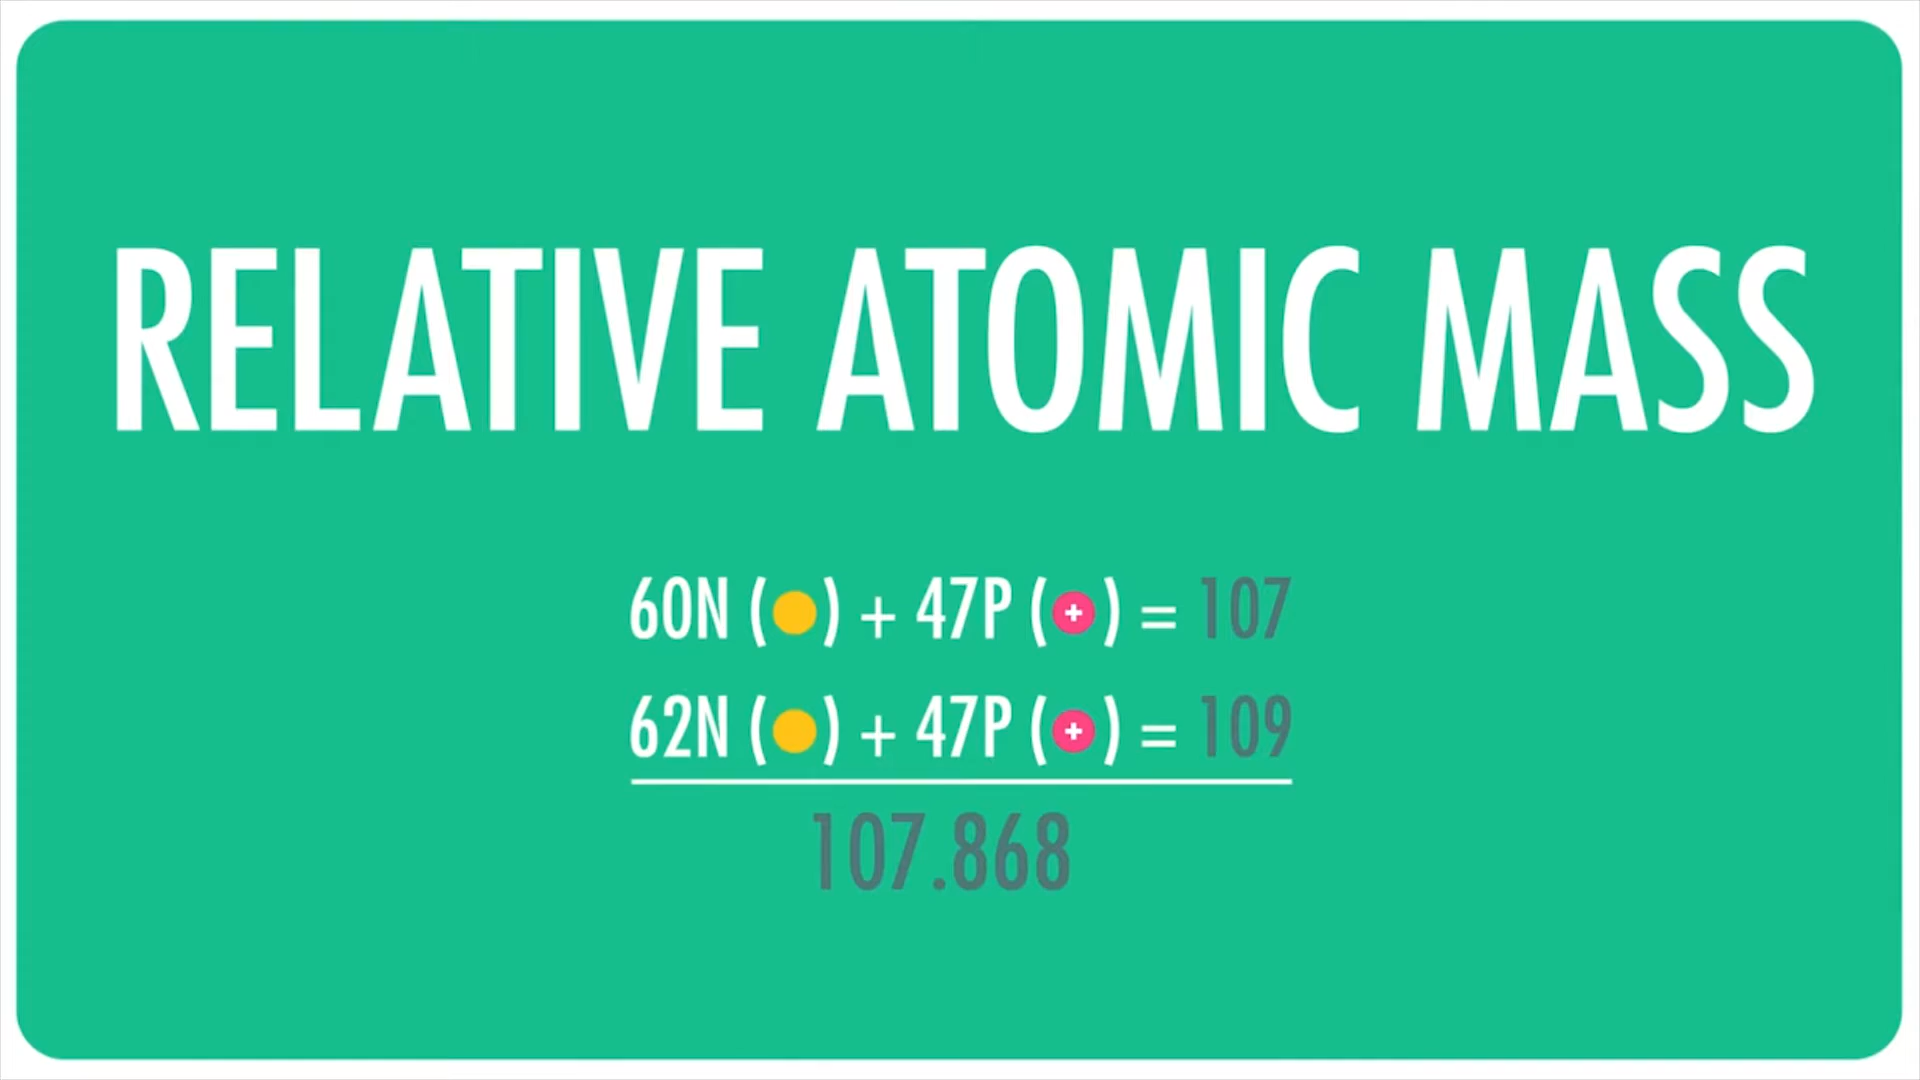 RELATIVE ATOMIC MASS
60N ( ) + 47P (+) = 107
62N ( ) + 47P (+) = 109
107.868